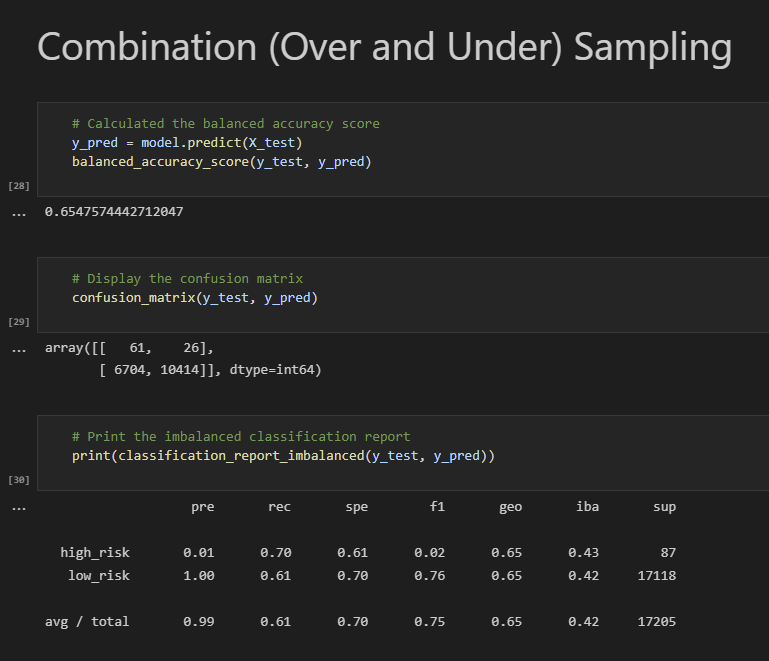 Combination (Over and Under) Sampling
# Calculated the balanced accuracy score
y_pred = model.predict(X_test)
balanced_accuracy_score(y_test, y_pred)
[28]
... 0.6547574442712047
# Display the confusion matrix
confusion_matrix(y_test, y_pred)
[29]
... array([[   61,    26],
       [ 6704, 10414]], dtype=int64)
# Print the imbalanced classification report
print(classification_report_imbalanced(y_test, y_pred))
[30]
...                   pre       rec       spe        f1       geo       iba       sup
  high_risk       0.01      0.70      0.61      0.02      0.65      0.43        87
   low_risk       1.00      0.61      0.70      0.76      0.65      0.42     17118
avg / total       0.99      0.61      0.70      0.75      0.65      0.42     17205